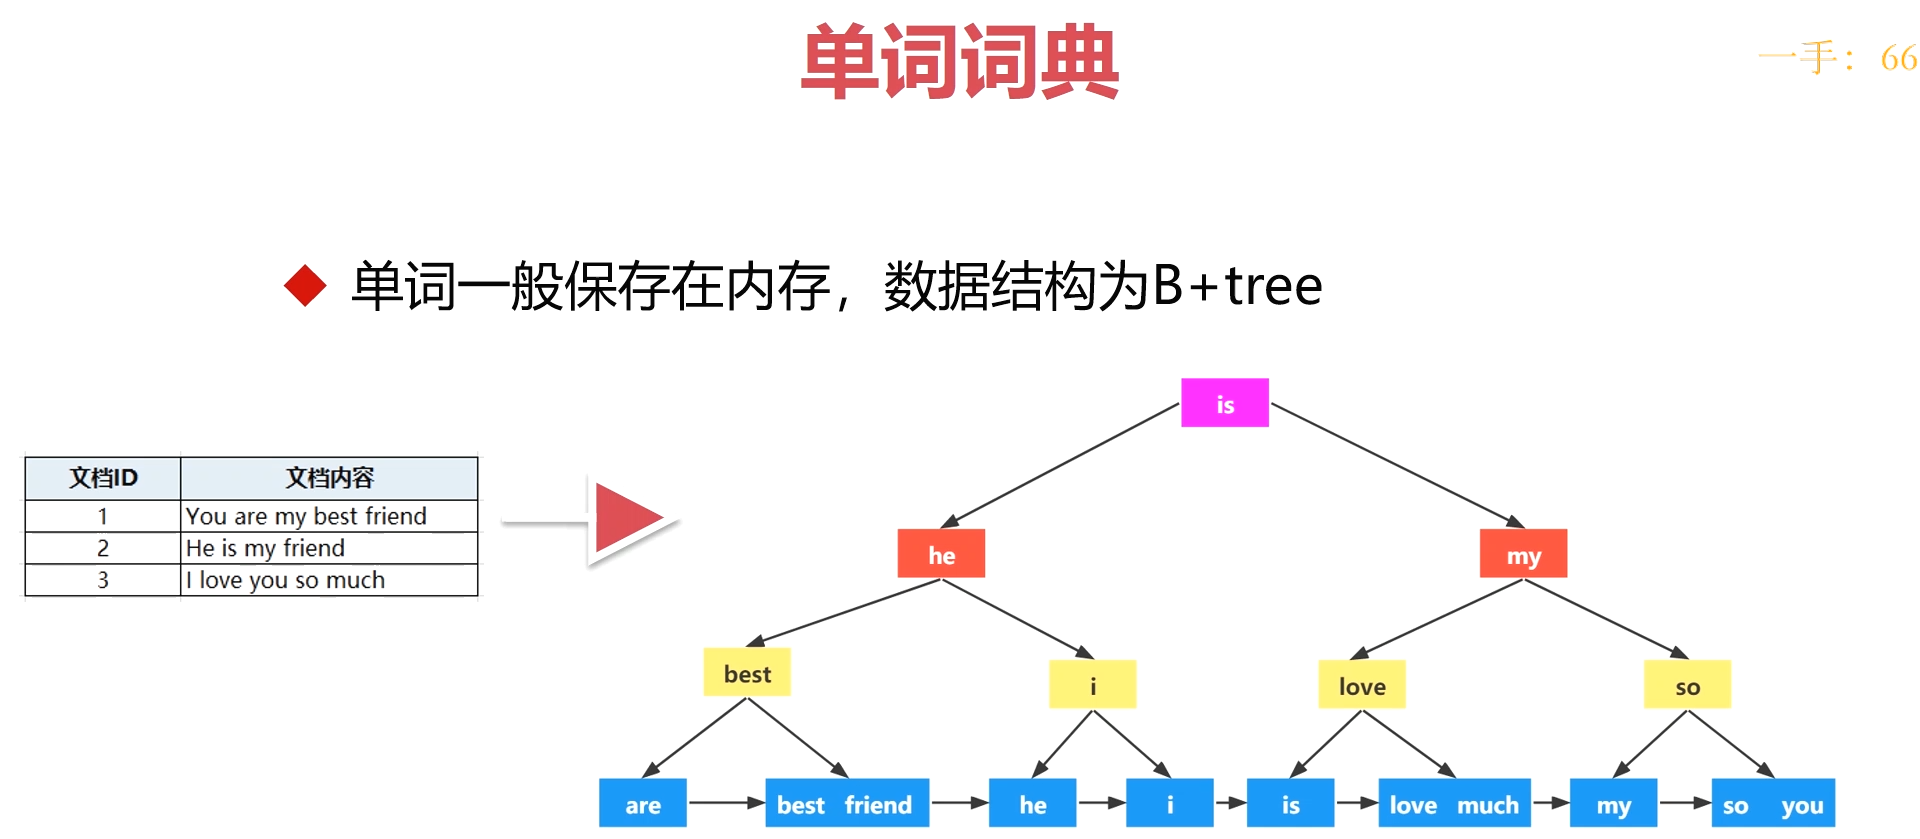 单词词典
一手：66
单词一般保存在内存，数据结构为B+tree
文档ID 文档内容
1 You are my best friend
2 He is my friend
3 I love you so much
is
he my
best i love so
are best friend he i is love much my so you